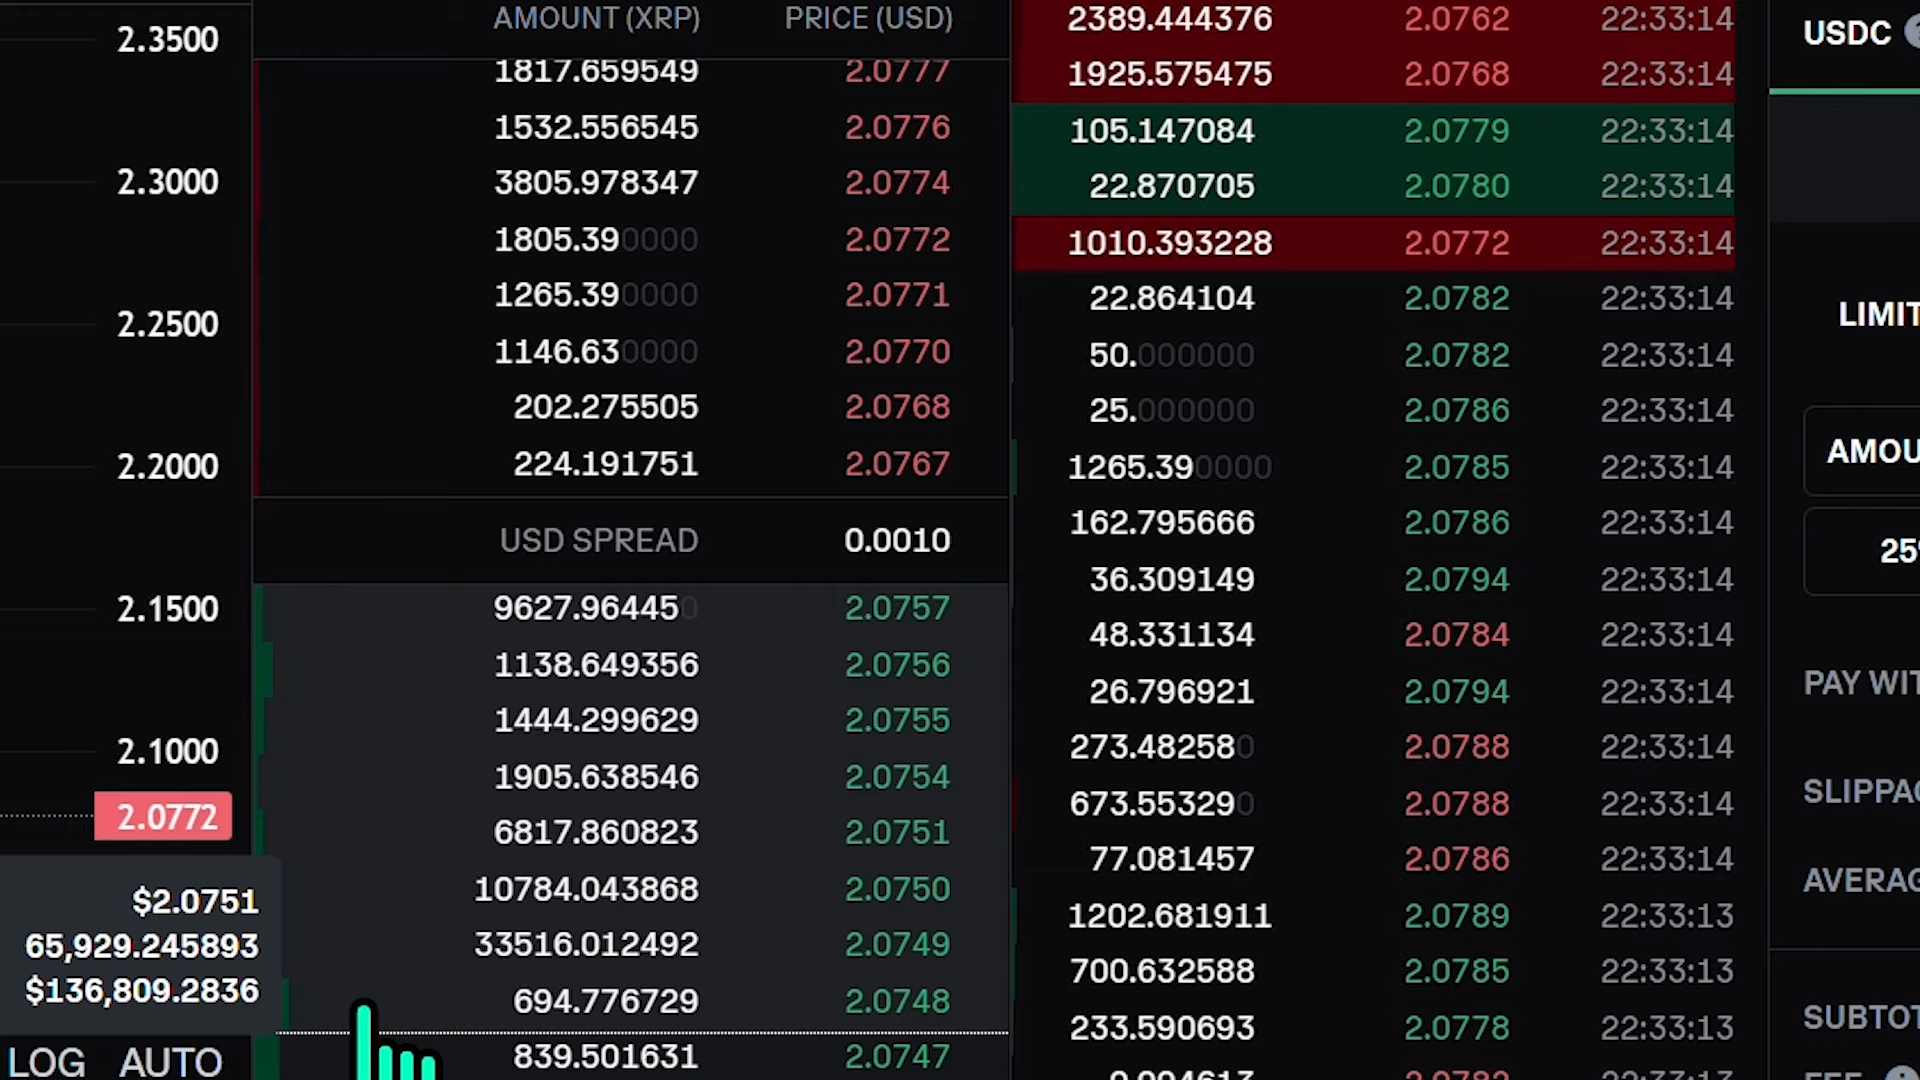 2.3500
2.3000
2.2500
2.2000
2.1500
2.1000
2.0772
$2.0751
65,929.245893
$136,809.2836
LOG AUTO
AMOUNT (XRP) PRICE (USD)
1817.659549 2.0777
1532.556545 2.0776
3805.978347 2.0774
1805.390000 2.0772
1265.390000 2.0771
1146.630000 2.0770
202.275505 2.0768
224.191751 2.0767
USD SPREAD 0.0010
9627.964450 2.0757
1138.649356 2.0756
1444.299629 2.0755
1905.638546 2.0754
6817.860823 2.0751
10784.043868 2.0750
33516.012492 2.0749
694.776729 2.0748
839.501631 2.0747
2389.444376 2.0762 22:33:14
1925.575475 2.0768 22:33:14
105.147084 2.0779 22:33:14
22.870705 2.0780 22:33:14
1010.393228 2.0772 22:33:14
22.864104 2.0782 22:33:14
50.000000 2.0782 22:33:14
25.000000 2.0786 22:33:14
1265.390000 2.0785 22:33:14
162.795666 2.0786 22:33:14
36.309149 2.0794 22:33:14
48.331134 2.0784 22:33:14
26.796921 2.0794 22:33:14
273.482580 2.0788 22:33:14
673.553290 2.0788 22:33:14
77.081457 2.0786 22:33:14
1202.681911 2.0789 22:33:13
700.632588 2.0785 22:33:13
233.590693 2.0778 22:33:13
USDC
LIMIT
AMOU
25
PAY WIT
SLIPPAG
AVERAG
SUBTOT